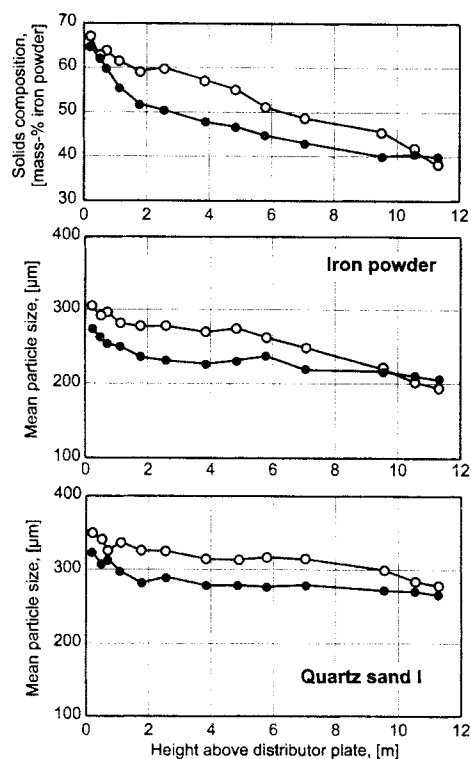 Solids composition,
[mass-% iron powder]
70
60
50
40
30
0 2 4 6 8 10 12
Mean particle size, [µm]
400
300
200
100
Iron powder
0 2 4 6 8 10 12
Mean particle size, [µm]
400
300
200
100
Quartz sand I
0 2 4 6 8 10 12
Height above distributor plate, [m]